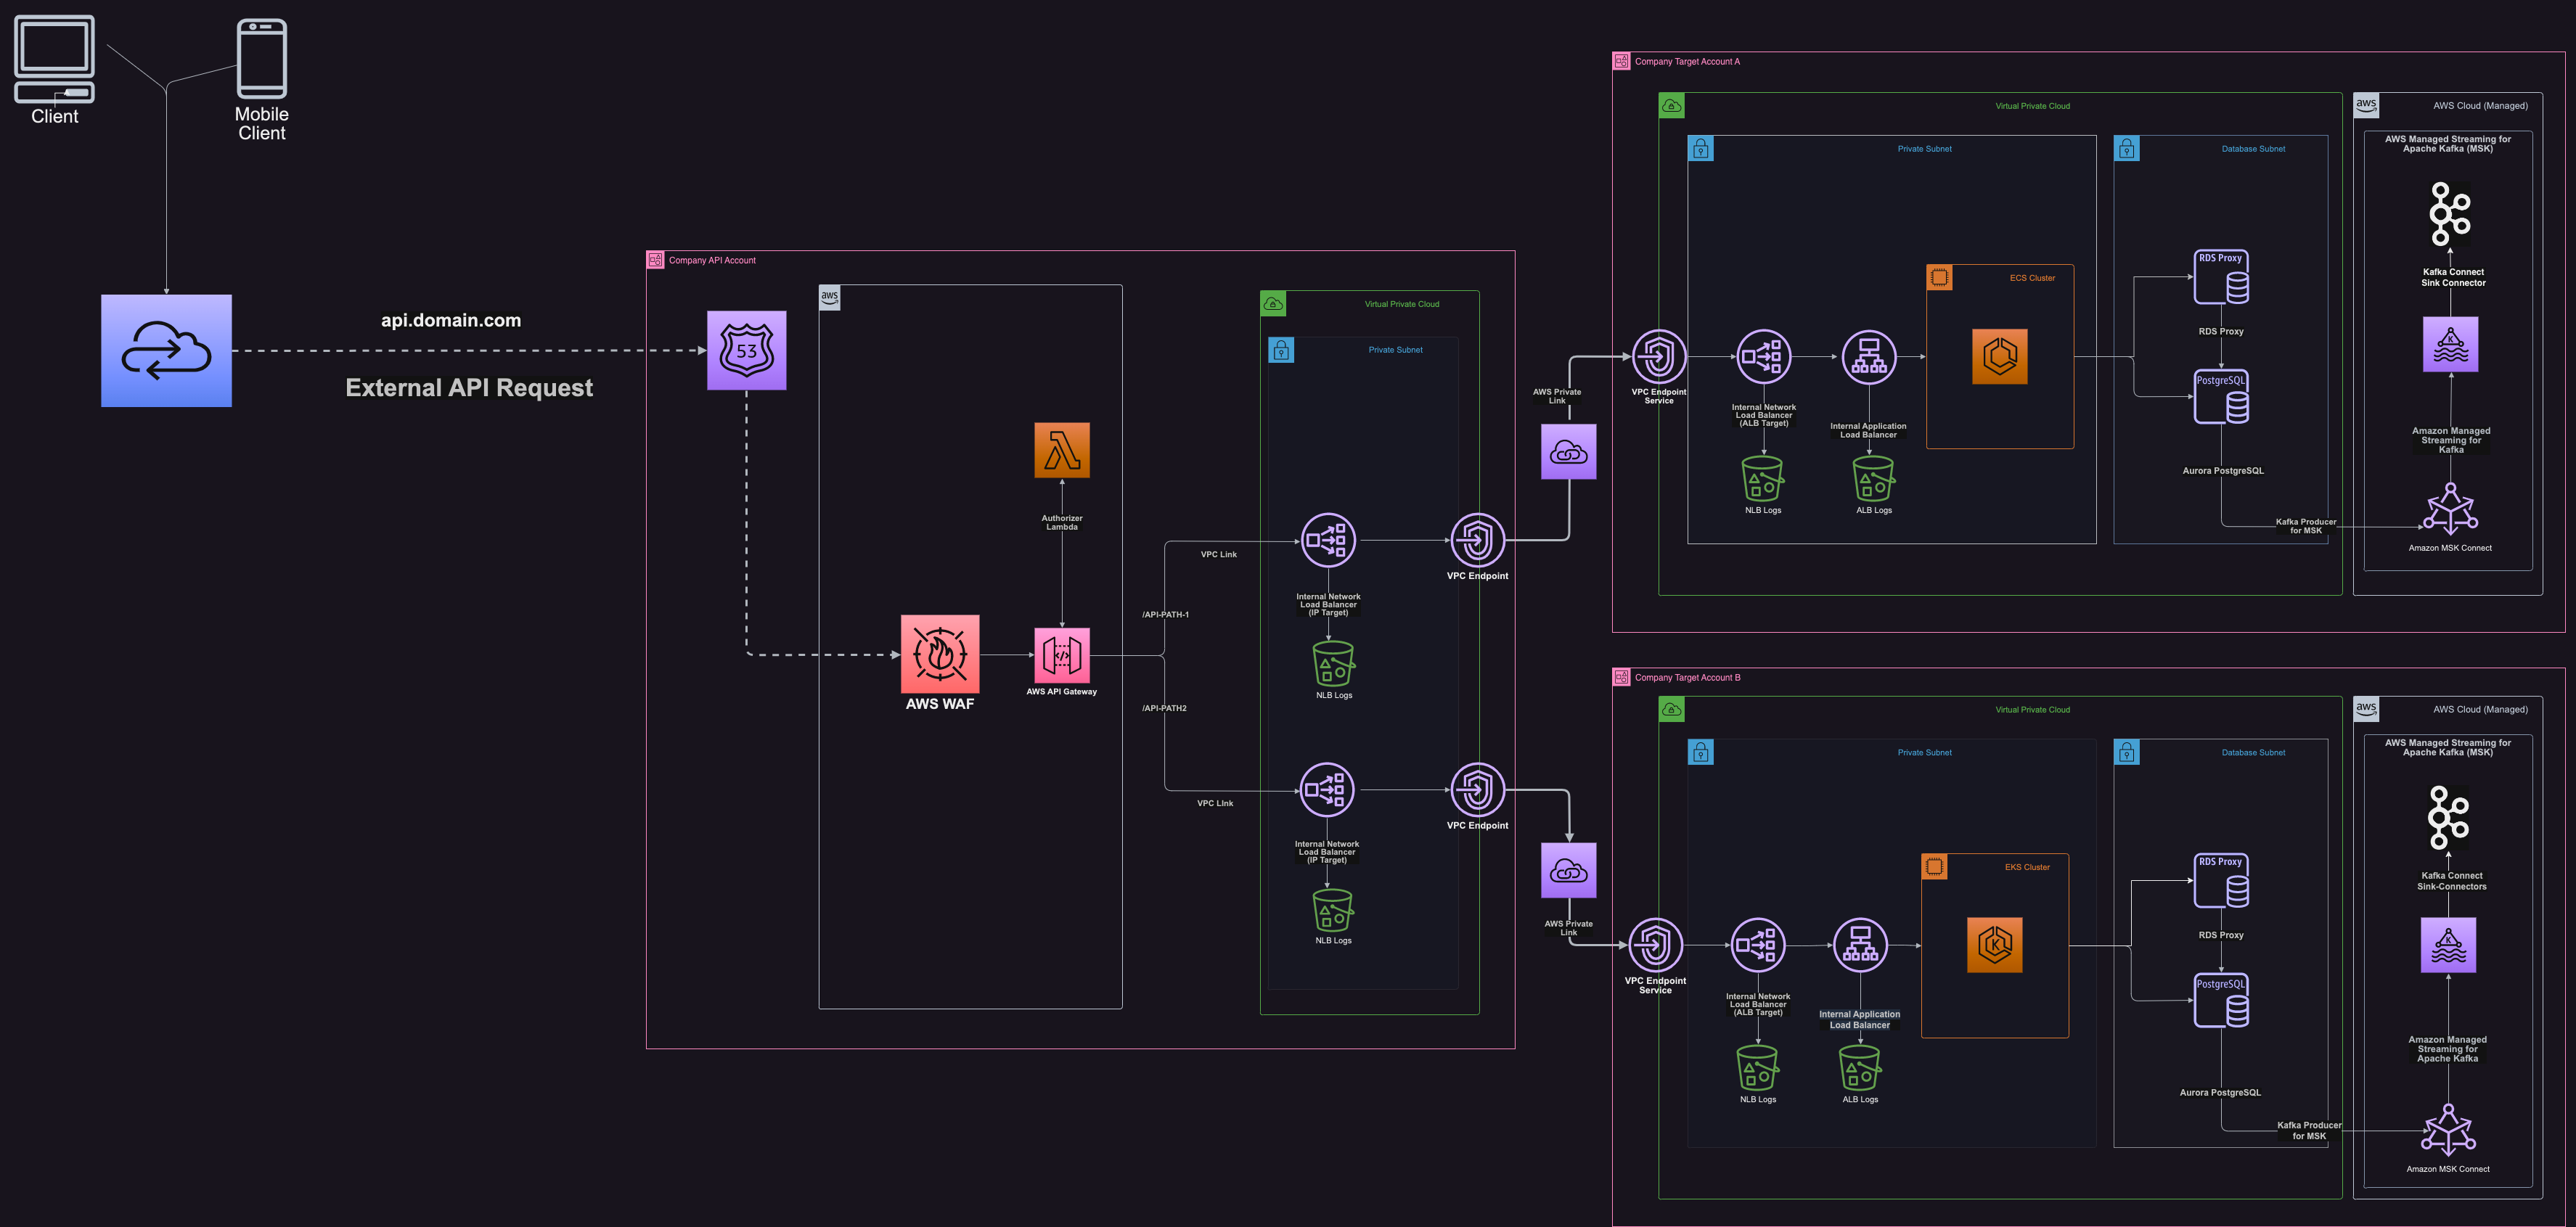 Client
Mobile
Client
api.domain.com
External API Request
Company API Account
53
aws
Authorizer
Lambda
AWS WAF
AWS API Gateway
/API-PATH-1
/API-PATH2
VPC Link
VPC LInk
Virtual Private Cloud
Private Subnet
Internal Network
Load Balancer
(IP Target)
NLB Logs
VPC Endpoint
Internal Network
Load Balancer
(IP Target)
NLB Logs
VPC Endpoint
AWS Private
Link
AWS Private
Link
Company Target Account A
Virtual Private Cloud
VPC Endpoint
Service
Private Subnet
Internal Network
Load Balancer
(ALB Target)
NLB Logs
Internal Application
Load Balancer
ALB Logs
ECS Cluster
Database Subnet
RDS Proxy
RDS Proxy
PostgreSQL
Aurora PostgreSQL
Kafka Producer
for MSK
aws
AWS Cloud (Managed)
AWS Managed Streaming for
Apache Kafka (MSK)
Kafka Connect
Sink Connector
K
Amazon Managed
Streaming for
Kafka
Amazon MSK Connect
Company Target Account B
Virtual Private Cloud
VPC Endpoint
Service
Private Subnet
Internal Network
Load Balancer
(ALB Target)
NLB Logs
Internal Application
Load Balancer
ALB Logs
EKS Cluster
K
Database Subnet
RDS Proxy
RDS Proxy
PostgreSQL
Aurora PostgreSQL
Kafka Producer
for MSK
aws
AWS Cloud (Managed)
AWS Managed Streaming for
Apache Kafka (MSK)
Kafka Connect
Sink-Connectors
K
Amazon Managed
Streaming for
Apache Kafka
Amazon MSK Connect